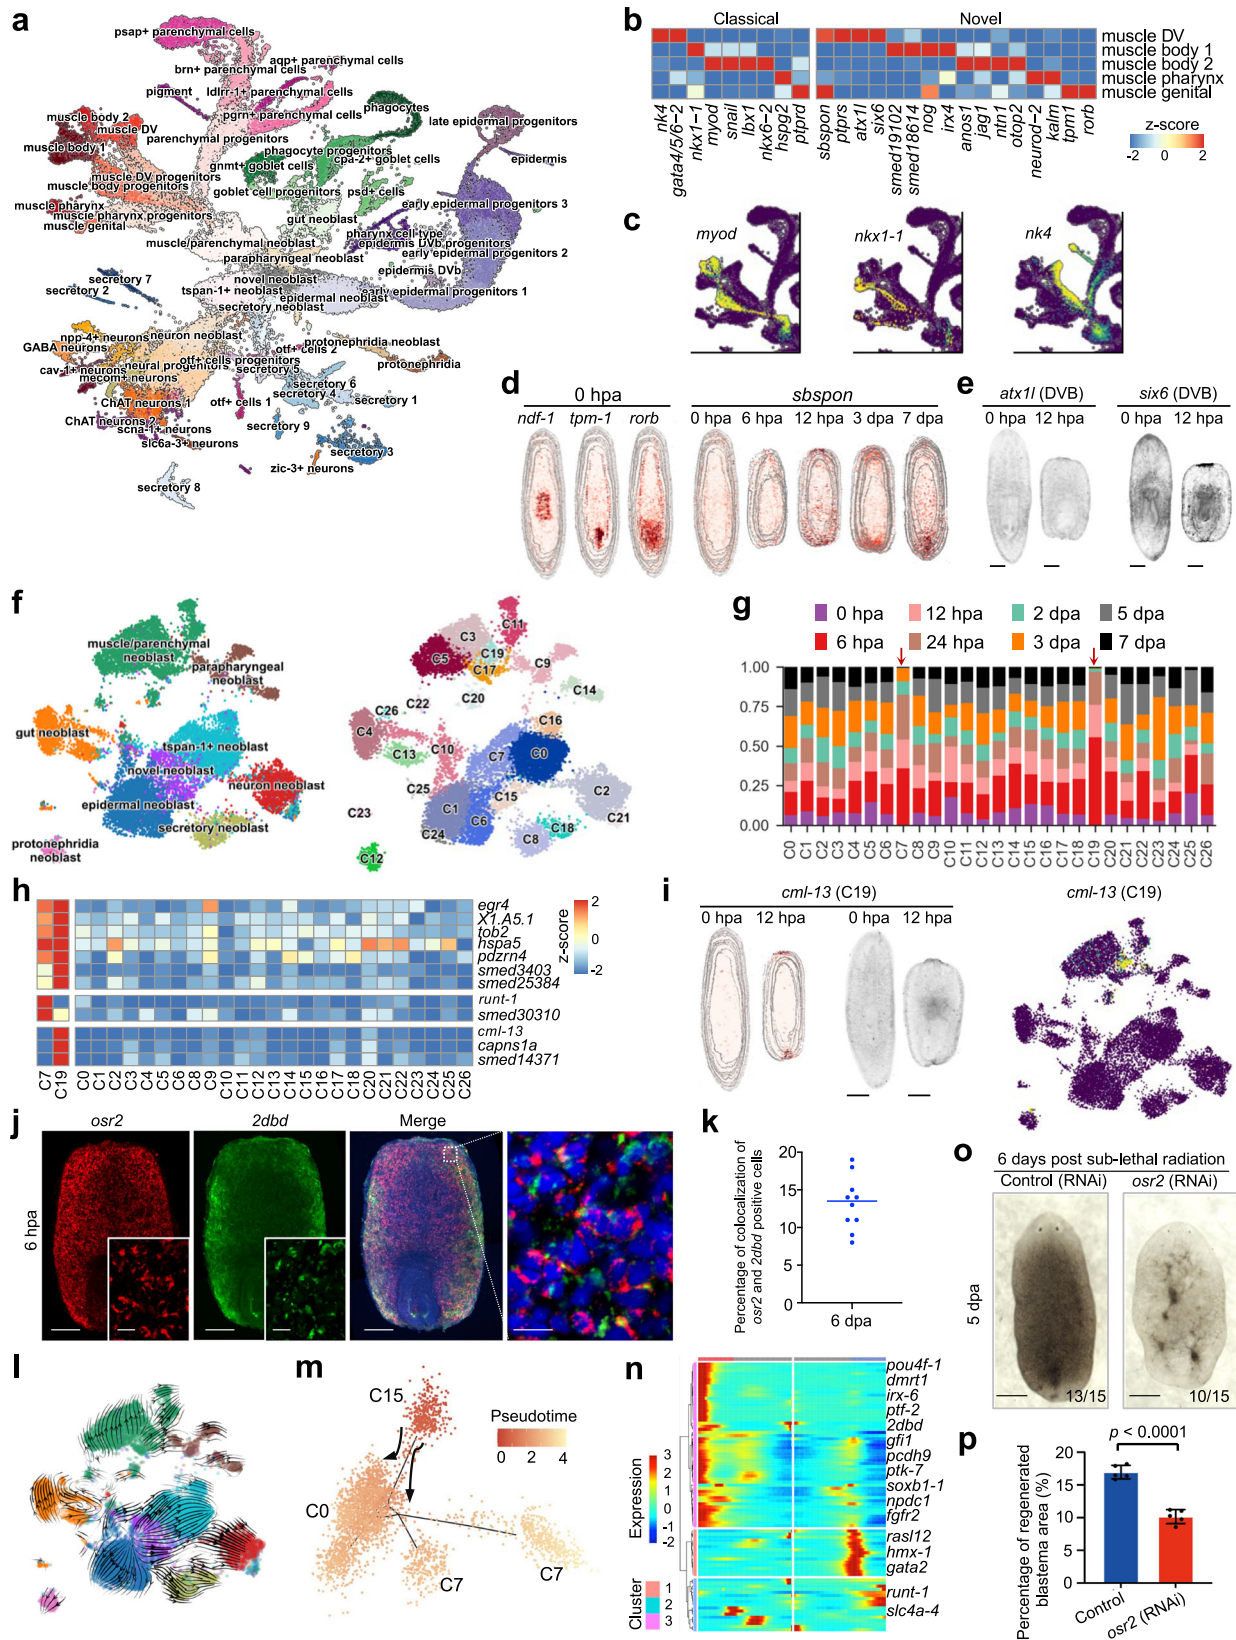 a
psap+ parenchymal cells
aqp+ parenchymal cells
brn+ parenchymal cells
pigment
ldlrr-1+ parenchymal cells
phagocytes
pgrn+ parenchymal cells
muscle body 2
muscle DV
parenchymal progenitors
late epidermal progenitors
muscle body 1
phagocyte progenitors
cpa-2+ goblet cells
epidermis
gnmt+ goblet cells
muscle DV progenitors
goblet cell progenitors
psd+ cells
muscle body progenitors
early epidermal progenitors 3
muscle pharynx
gut neoblast
muscle pharynx progenitors
muscle genital
pharynx cell type
epidermis DVb progenitors
muscle/parenchymal neoblast
early epidermal progenitors 2
parapharyngeal neoblast
epidermis DVb
secretory 7
novel neoblast
secretory 2
tspan-1+ neoblast
early epidermal progenitors 1
epidermal neoblast
secretory neoblast
npp-4+ neurons
neuron neoblast
protonephridia neoblast
GABA neurons
otf+ cells 2
neural progenitors
otf+ cells progenitors
protonephridia
cav-1+ neurons
secretory 5
mecom+ neurons
secretory 6
secretory 4
secretory 1
ChAT neurons 1
otf+ cells 1
ChAT neurons 2
scna-1+ neurons
secretory 9
slc6a-3+ neurons
secretory 3
zic-3+ neurons
secretory 8
b
Classical
Novel
muscle DV
muscle body 1
muscle body 2
muscle pharynx
muscle genital
nk4
gata4/5/6-2
nkx1-1
myod
snail
lbx1
nkx6-2
hspg2
ptprd
sbspon
ptprs
atx1l
six6
smed19102
smed18614
nog
irx4
anos1
jag1
ntn1
otop2
neurod-2
kalm
tpm1
rorb
z-score
-2 0 2
c
myod
nkx1-1
nk4
d
0 hpa
sbspon
ndf-1 tpm-1 rorb
0 hpa 6 hpa 12 hpa 3 dpa 7 dpa
e
atx1l (DVB)
six6 (DVB)
0 hpa 12 hpa
0 hpa 12 hpa
f
muscle/parenchymal
neoblast
parapharyngeal
neoblast
gut neoblast
tspan-1+ neoblast
novel neoblast
neuron neoblast
epidermal neoblast
secretory neoblast
protonephridia
neoblast
C11
C3
C5
C19
C17
C9
C14
C20
C22
C26
C16
C4
C13
C10
C7
C0
C25
C2
C1
C15
C23
C21
C24
C6
C18
C8
C12
g
0 hpa
12 hpa
2 dpa
5 dpa
6 hpa
24 hpa
3 dpa
7 dpa
1.00
0.75
0.50
0.25
0.00
C0
C1
C2
C3
C4
C5
C6
C7
C8
C9
C10
C11
C12
C13
C14
C15
C16
C17
C18
C19
C20
C21
C22
C23
C24
C25
C26
h
egr4
X1.A5.1
tob2
hspa5
pdzrn4
smed3403
smed25384
runt-1
smed30310
cml-13
capns1a
smed14371
z-score
2
0
-2
C7
C19
C0
C1
C2
C3
C4
C5
C6
C8
C9
C10
C11
C12
C13
C14
C15
C16
C17
C18
C20
C21
C22
C23
C24
C25
C26
i
cml-13 (C19)
0 hpa 12 hpa
0 hpa 12 hpa
cml-13 (C19)
j
osr2
2dbd
Merge
6 hpa
k
Percentage of colocalization of
osr2 and 2dbd positive cells
20
15
10
5
0
6 dpa
o
6 days post sub-lethal radiation
Control (RNAi)
osr2 (RNAi)
5 dpa
13/15
10/15
l
m
C15
Pseudotime
0 2 4
C0
C7
C7
n
Expression
3
2
1
0
-1
-2
Cluster
1
2
3
pou4f-1
dmrt1
irx-6
ptf-2
2dbd
gfi1
pcdh9
ptk-7
soxb1-1
npdc1
fgfr2
rasl12
hmx-1
gata2
runt-1
slc4a-4
p
p < 0.0001
Percentage of regenerated
blastema area (%)
20
15
10
5
0
Control
osr2 (RNAi)